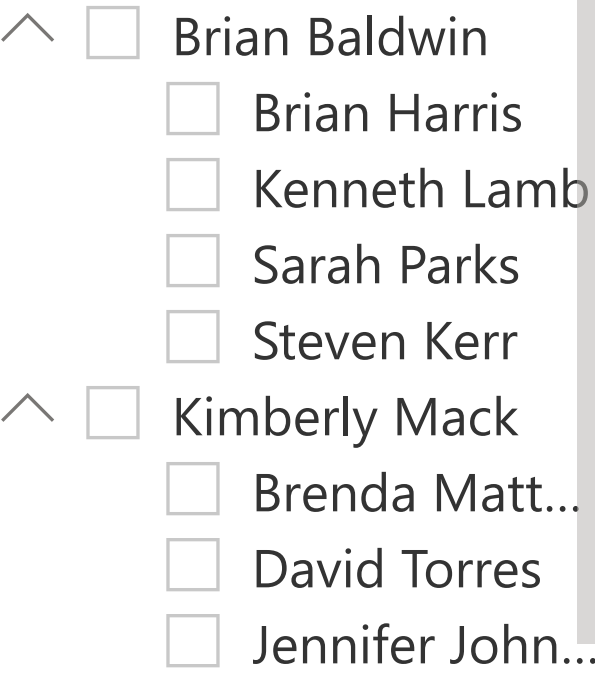 Brian Baldwin
Brian Harris
Kenneth Lamb
Sarah Parks
Steven Kerr
Kimberly Mack
Brenda Matt...
David Torres
Jennifer John...